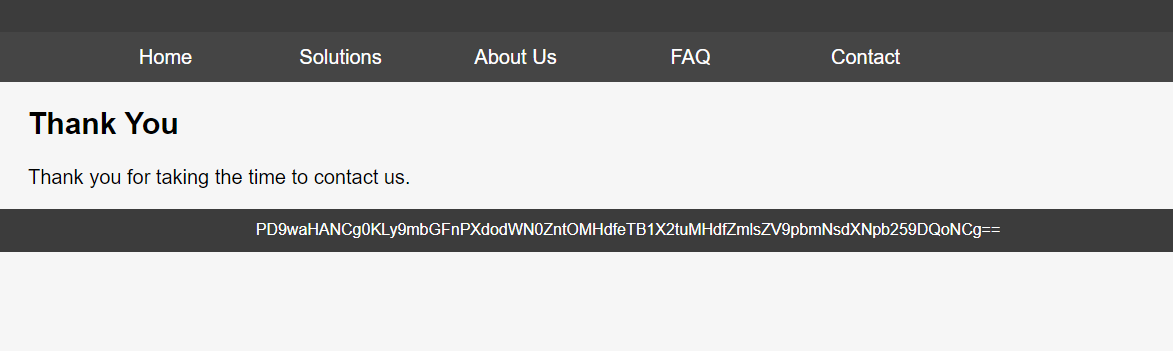 Home Solutions About Us FAQ Contact
Thank You
Thank you for taking the time to contact us.
PD9waHANCg0KLy9mbGFnPXdodWN0ZntOMHdfeTB1X2tuMHdfZmlsZV9pbmNsdXNpb259DQoNCg==